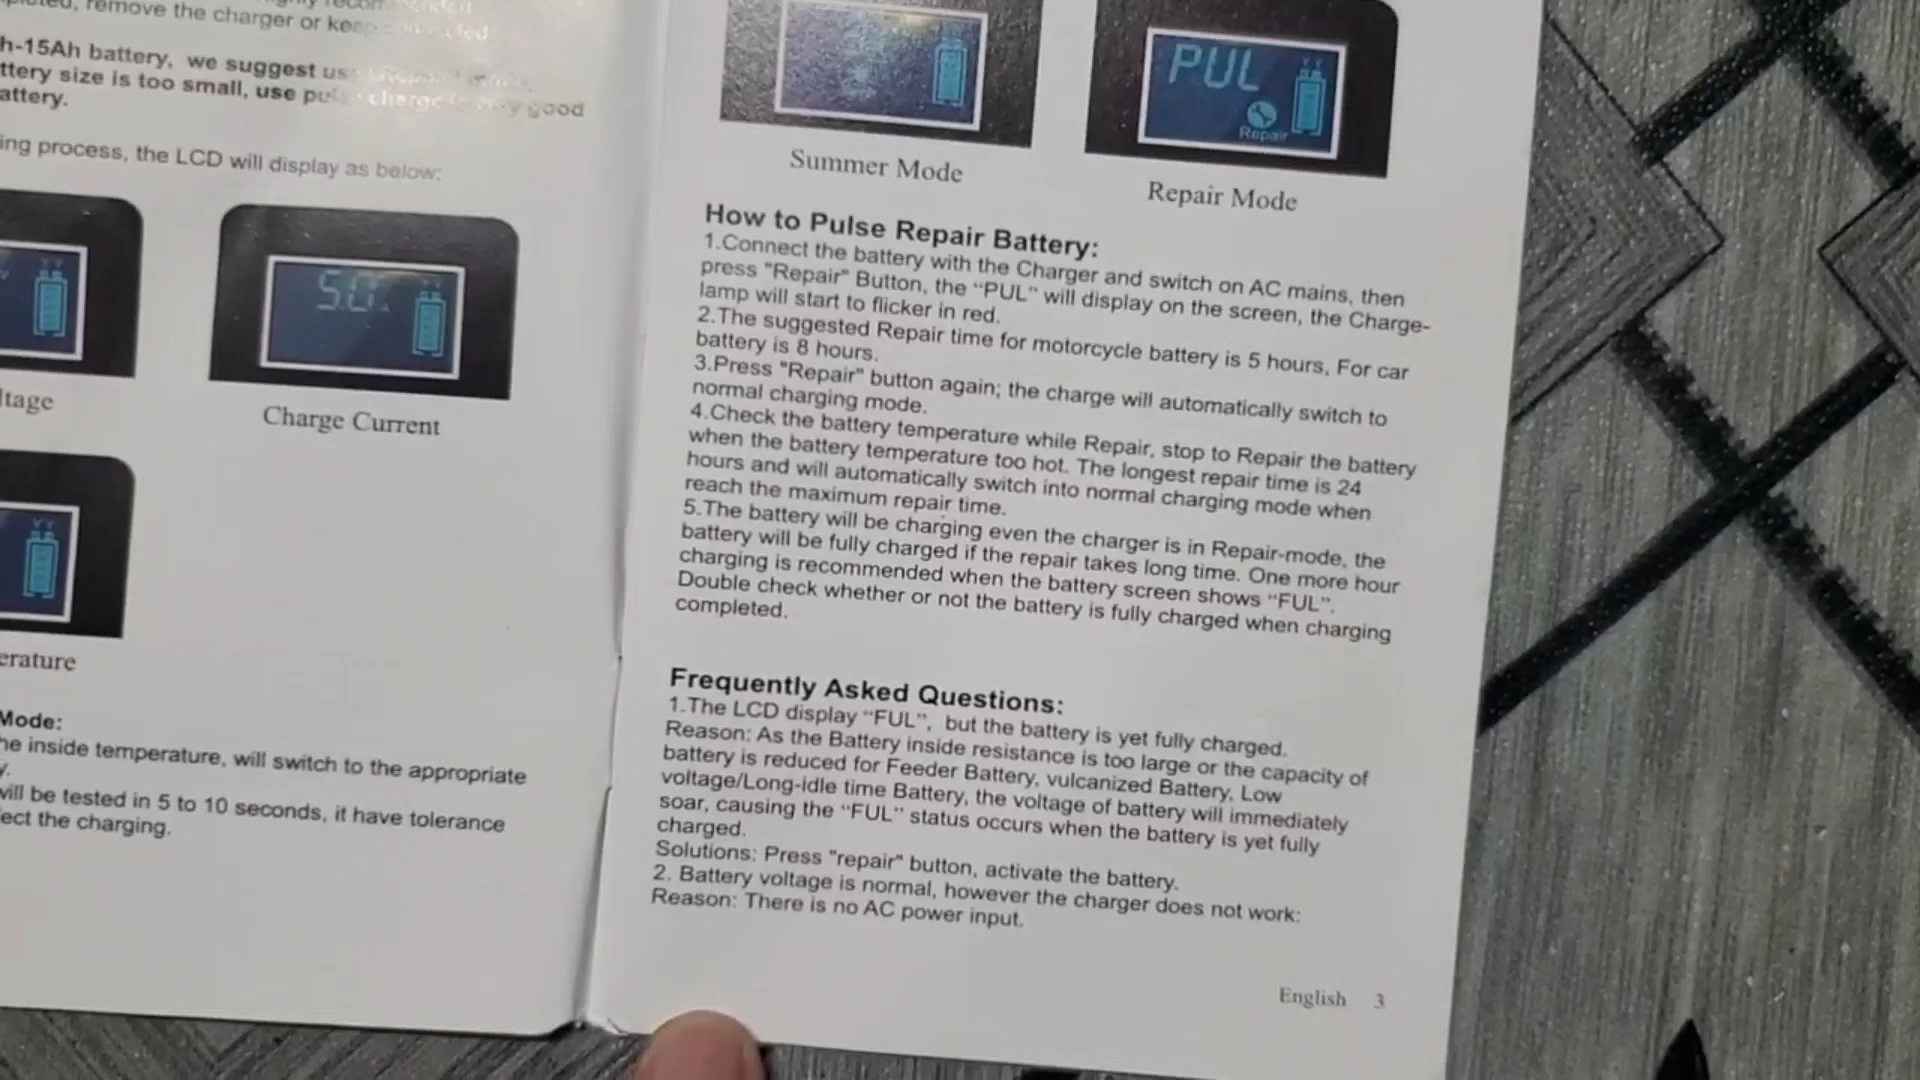 remove the charger or keep connected
h-15Ah battery, we suggest
ttery size is too small, use good
attery.
ing process, the LCD will display as below:
5.0
ltage
Charge Current
erature
Mode:
he inside temperature, will switch to the appropriate
y.
will be tested in 5 to 10 seconds, it have tolerance
ect the charging.
Summer Mode
PUL
Repair
Repair Mode
How to Pulse Repair Battery:
1.Connect the battery with the Charger and switch on AC mains, then
press "Repair" Button, the “PUL” will display on the screen, the Charge-
lamp will start to flicker in red.
2.The suggested Repair time for motorcycle battery is 5 hours, For car
battery is 8 hours.
3.Press "Repair" button again; the charge will automatically switch to
normal charging mode.
4.Check the battery temperature while Repair, stop to Repair the battery
when the battery temperature too hot. The longest repair time is 24
hours and will automatically switch into normal charging mode when
reach the maximum repair time.
5.The battery will be charging even the charger is in Repair-mode, the
battery will be fully charged if the repair takes long time. One more hour
charging is recommended when the battery screen shows “FUL”.
Double check whether or not the battery is fully charged when charging
completed.
Frequently Asked Questions:
1.The LCD display “FUL”, but the battery is yet fully charged.
Reason: As the Battery inside resistance is too large or the capacity of
battery is reduced for Feeder Battery, vulcanized Battery, Low
voltage/Long-idle time Battery, the voltage of battery will immediately
soar, causing the “FUL” status occurs when the battery is yet fully
charged.
Solutions: Press "repair" button, activate the battery.
2. Battery voltage is normal, however the charger does not work:
Reason: There is no AC power input.
English 3